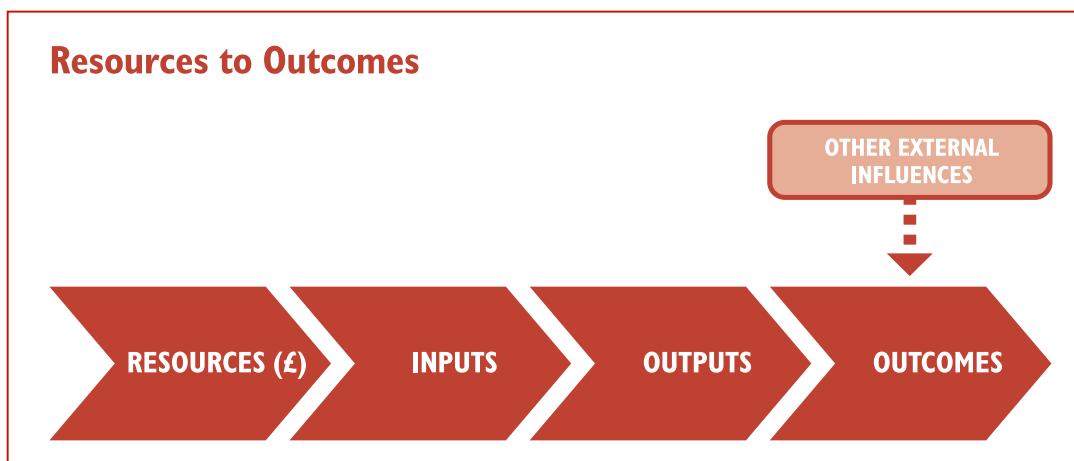 Resources to Outcomes
OTHER EXTERNAL
INFLUENCES
RESOURCES (£)
INPUTS
OUTPUTS
OUTCOMES